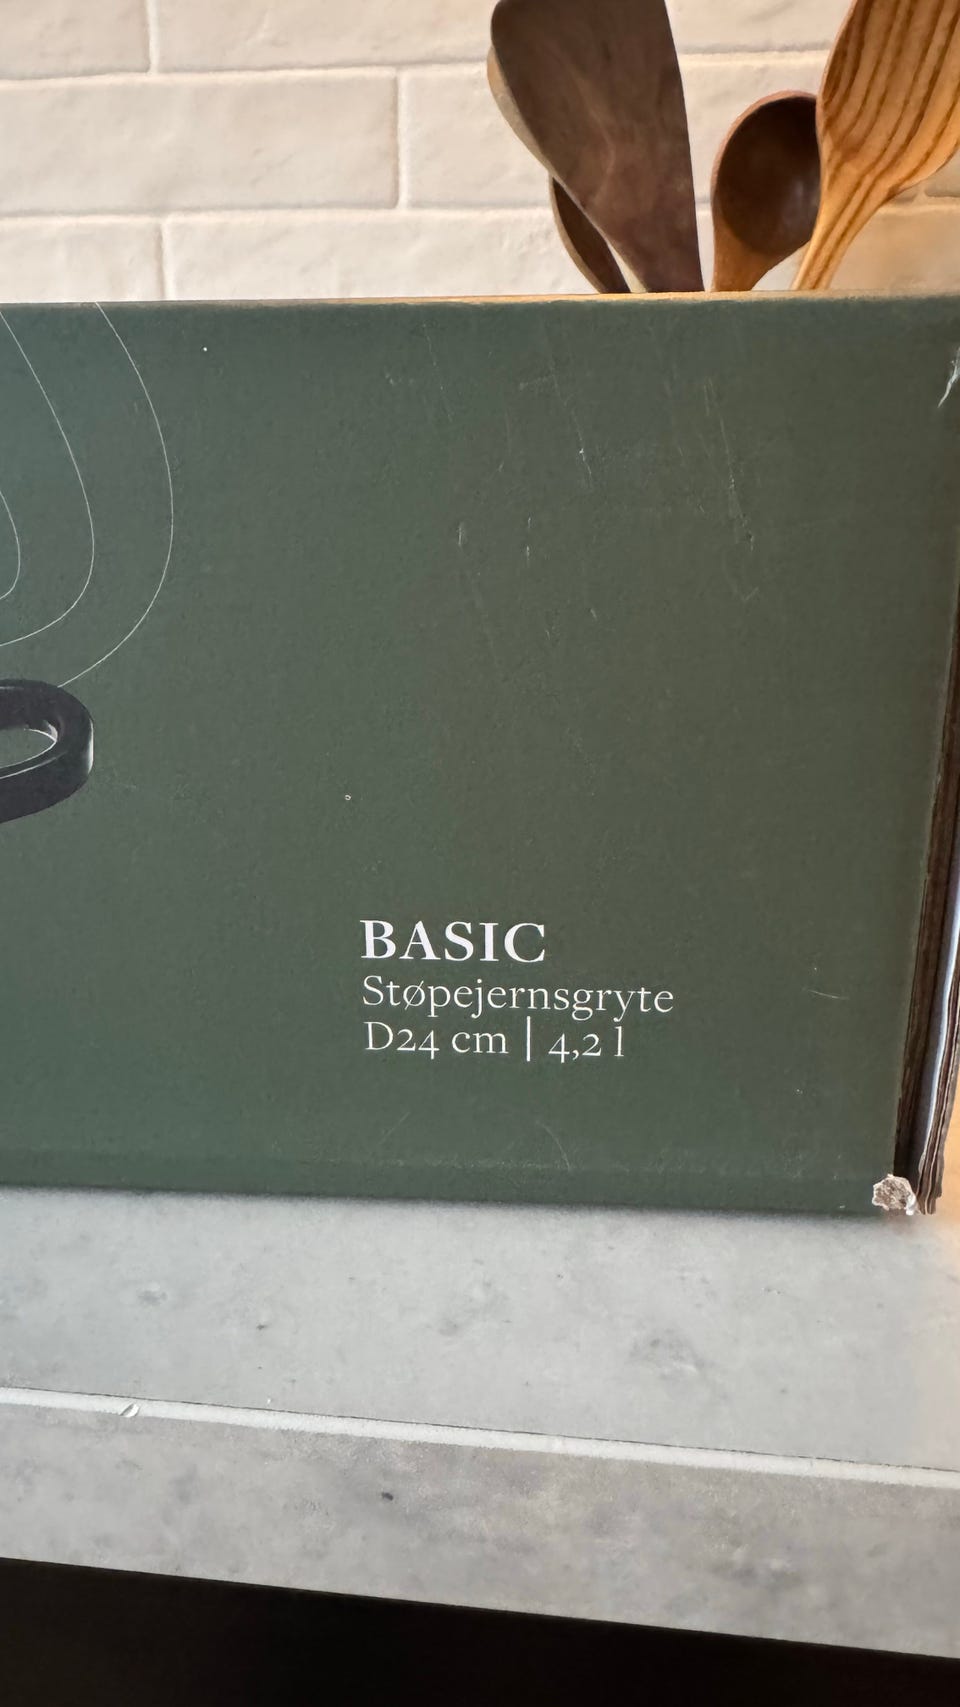 BASIC
Støpejernsgryte
D24 cm | 4,2 l